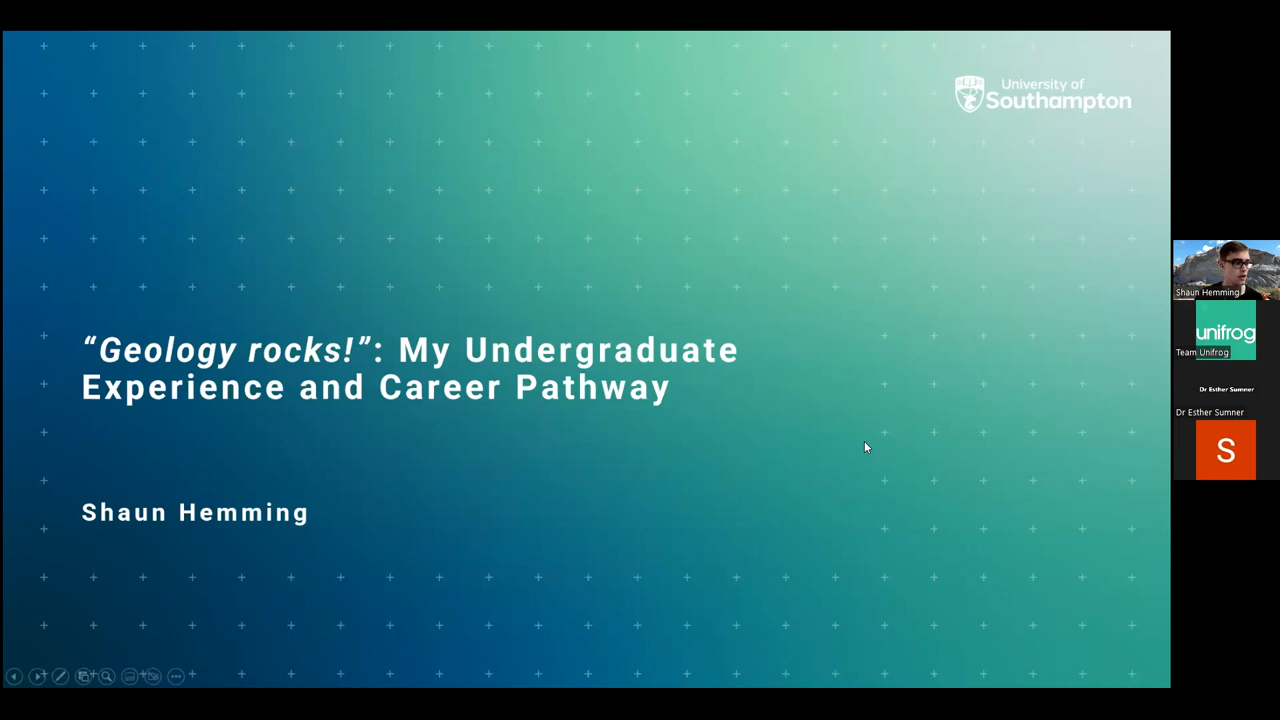 University of
Southampton
“Geology rocks!”: My Undergraduate
Experience and Career Pathway
Shaun Hemming
Shaun Hemming
unifrog
Team Unifrog
Dr Esther Sumner
Dr Esther Sumner
S